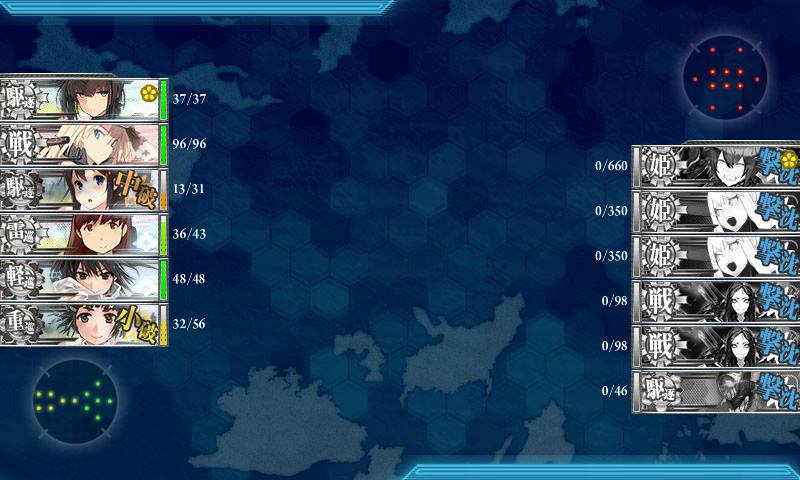 駆逐 37/37
戦 96/96
駆逐 中破 13/31
雷巡 36/43
軽巡 48/48
重巡 小破 32/56
0/660 姫 撃沈
0/350 姫 撃沈
0/350 姫 撃沈
0/98 戦 撃沈
0/98 戦 撃沈
0/46 駆逐 撃沈